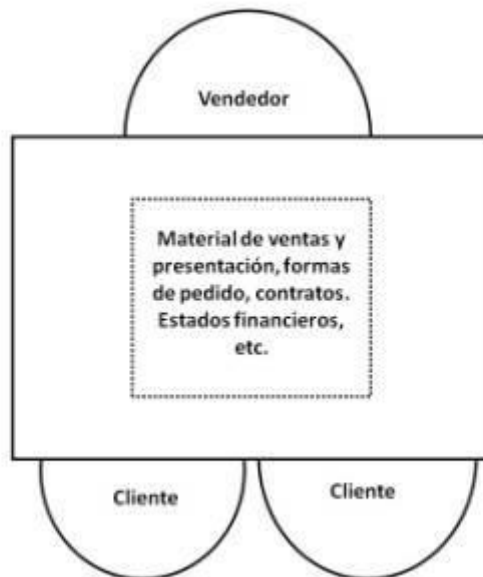 Vendedor
Material de ventas y
presentación, formas
de pedido, contratos.
Estados financieros,
etc.
Cliente
Cliente